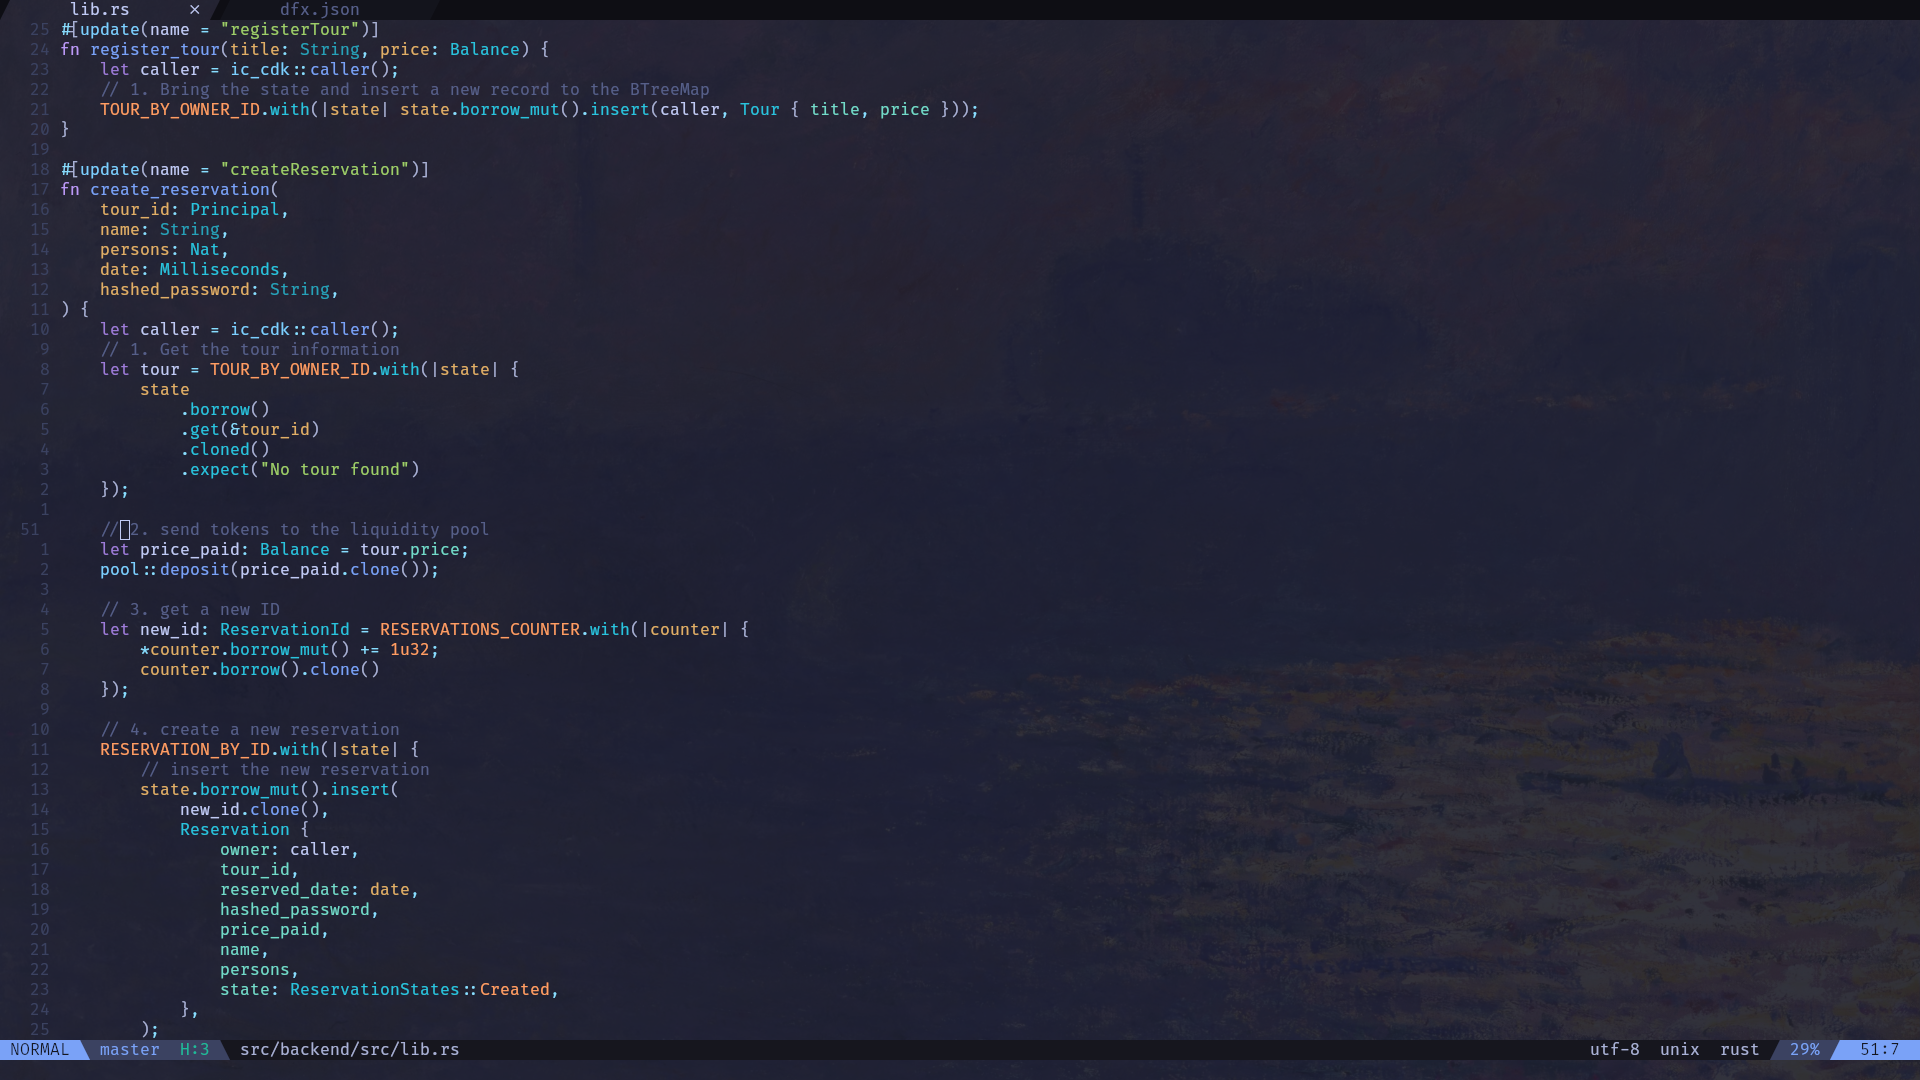 lib.rs × dfx.json
25 #[update(name = "registerTour")]
24 fn register_tour(title: String, price: Balance) {
23     let caller = ic_cdk::caller();
22     // 1. Bring the state and insert a new record to the BTreeMap
21     TOUR_BY_OWNER_ID.with(|state| state.borrow_mut().insert(caller, Tour { title, price }));
20 }
19
18 #[update(name = "createReservation")]
17 fn create_reservation(
16     tour_id: Principal,
15     name: String,
14     persons: Nat,
13     date: Milliseconds,
12     hashed_password: String,
11 ) {
10     let caller = ic_cdk::caller();
9     // 1. Get the tour information
8     let tour = TOUR_BY_OWNER_ID.with(|state| {
7         state
6             .borrow()
5             .get(&tour_id)
4             .cloned()
3             .expect("No tour found")
2     });
1
51     // 2. send tokens to the liquidity pool
1     let price_paid: Balance = tour.price;
2     pool::deposit(price_paid.clone());
3
4     // 3. get a new ID
5     let new_id: ReservationId = RESERVATIONS_COUNTER.with(|counter| {
6         *counter.borrow_mut() += 1u32;
7         counter.borrow().clone()
8     });
9
10     // 4. create a new reservation
11     RESERVATION_BY_ID.with(|state| {
12         // insert the new reservation
13         state.borrow_mut().insert(
14             new_id.clone(),
15             Reservation {
16                 owner: caller,
17                 tour_id,
18                 reserved_date: date,
19                 hashed_password,
20                 price_paid,
21                 name,
22                 persons,
23                 state: ReservationStates::Created,
24             },
25         );
NORMAL master H:3 src/backend/src/lib.rs utf-8 unix rust 29% 51:7